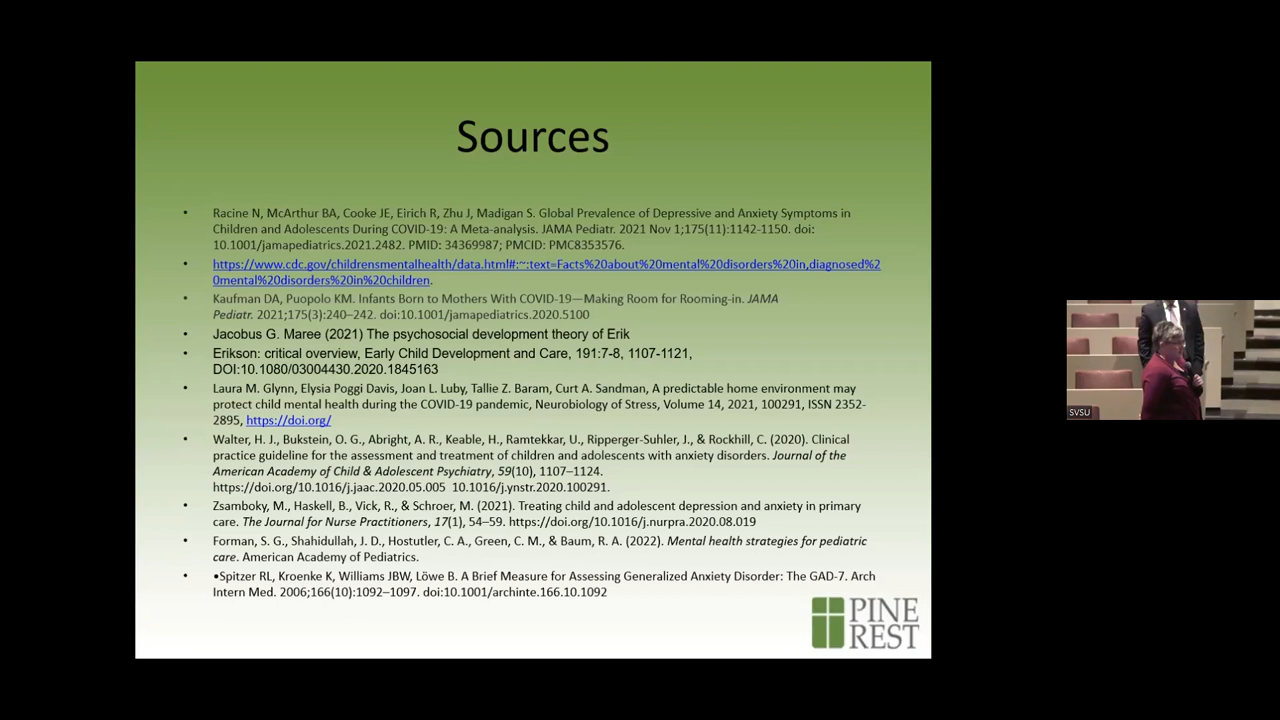 Sources
• Racine N, McArthur BA, Cooke JE, Eirich R, Zhu J, Madigan S. Global Prevalence of Depressive and Anxiety Symptoms in
Children and Adolescents During COVID-19: A Meta-analysis. JAMA Pediatr. 2021 Nov 1;175(11):1142-1150. doi:
10.1001/jamapediatrics.2021.2482. PMID: 34369987; PMCID: PMC8353576.
• https://www.cdc.gov/childrensmentalhealth/data.html#:~:text=Facts%20about%20mental%20disorders%20in,diagnosed%2
0mental%20disorders%20in%20children.
• Kaufman DA, Puopolo KM. Infants Born to Mothers With COVID-19—Making Room for Rooming-in. JAMA
Pediatr. 2021;175(3):240–242. doi:10.1001/jamapediatrics.2020.5100
• Jacobus G. Maree (2021) The psychosocial development theory of Erik
• Erikson: critical overview, Early Child Development and Care, 191:7-8, 1107-1121,
DOI:10.1080/03004430.2020.1845163
• Laura M. Glynn, Elysia Poggi Davis, Joan L. Luby, Tallie Z. Baram, Curt A. Sandman, A predictable home environment may
protect child mental health during the COVID-19 pandemic, Neurobiology of Stress, Volume 14, 2021, 100291, ISSN 2352-
2895, https://doi.org/
• Walter, H. J., Bukstein, O. G., Abright, A. R., Keable, H., Ramtekkar, U., Ripperger-Suhler, J., & Rockhill, C. (2020). Clinical
practice guideline for the assessment and treatment of children and adolescents with anxiety disorders. Journal of the
American Academy of Child & Adolescent Psychiatry, 59(10), 1107–1124.
https://doi.org/10.1016/j.jaac.2020.05.005 10.1016/j.ynstr.2020.100291.
• Zsamboky, M., Haskell, B., Vick, R., & Schroer, M. (2021). Treating child and adolescent depression and anxiety in primary
care. The Journal for Nurse Practitioners, 17(1), 54–59. https://doi.org/10.1016/j.nurpra.2020.08.019
• Forman, S. G., Shahidullah, J. D., Hostutler, C. A., Green, C. M., & Baum, R. A. (2022). Mental health strategies for pediatric
care. American Academy of Pediatrics.
• •Spitzer RL, Kroenke K, Williams JBW, Löwe B. A Brief Measure for Assessing Generalized Anxiety Disorder: The GAD-7. Arch
Intern Med. 2006;166(10):1092–1097. doi:10.1001/archinte.166.10.1092
PINE
REST
SVSU